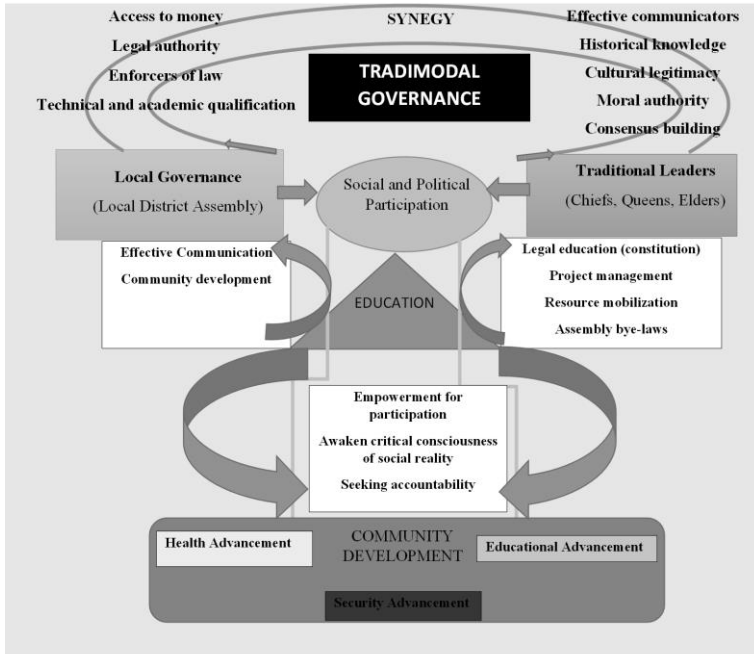 Access to money
Legal authority
Enforcers of law
Technical and academic qualification
SYNEGY
TRADIMODAL
GOVERNANCE
Effective communicators
Historical knowledge
Cultural legitimacy
Moral authority
Consensus building
Local Governance
(Local District Assembly)
Social and Political
Participation
Traditional Leaders
(Chiefs, Queens, Elders)
Effective Communication
Community development
EDUCATION
Legal education (constitution)
Project management
Resource mobilization
Assembly bye-laws
Empowerment for
participation
Awaken critical consciousness
of social reality
Seeking accountability
Health Advancement
COMMUNITY
DEVELOPMENT
Educational Advancement
Security Advancement